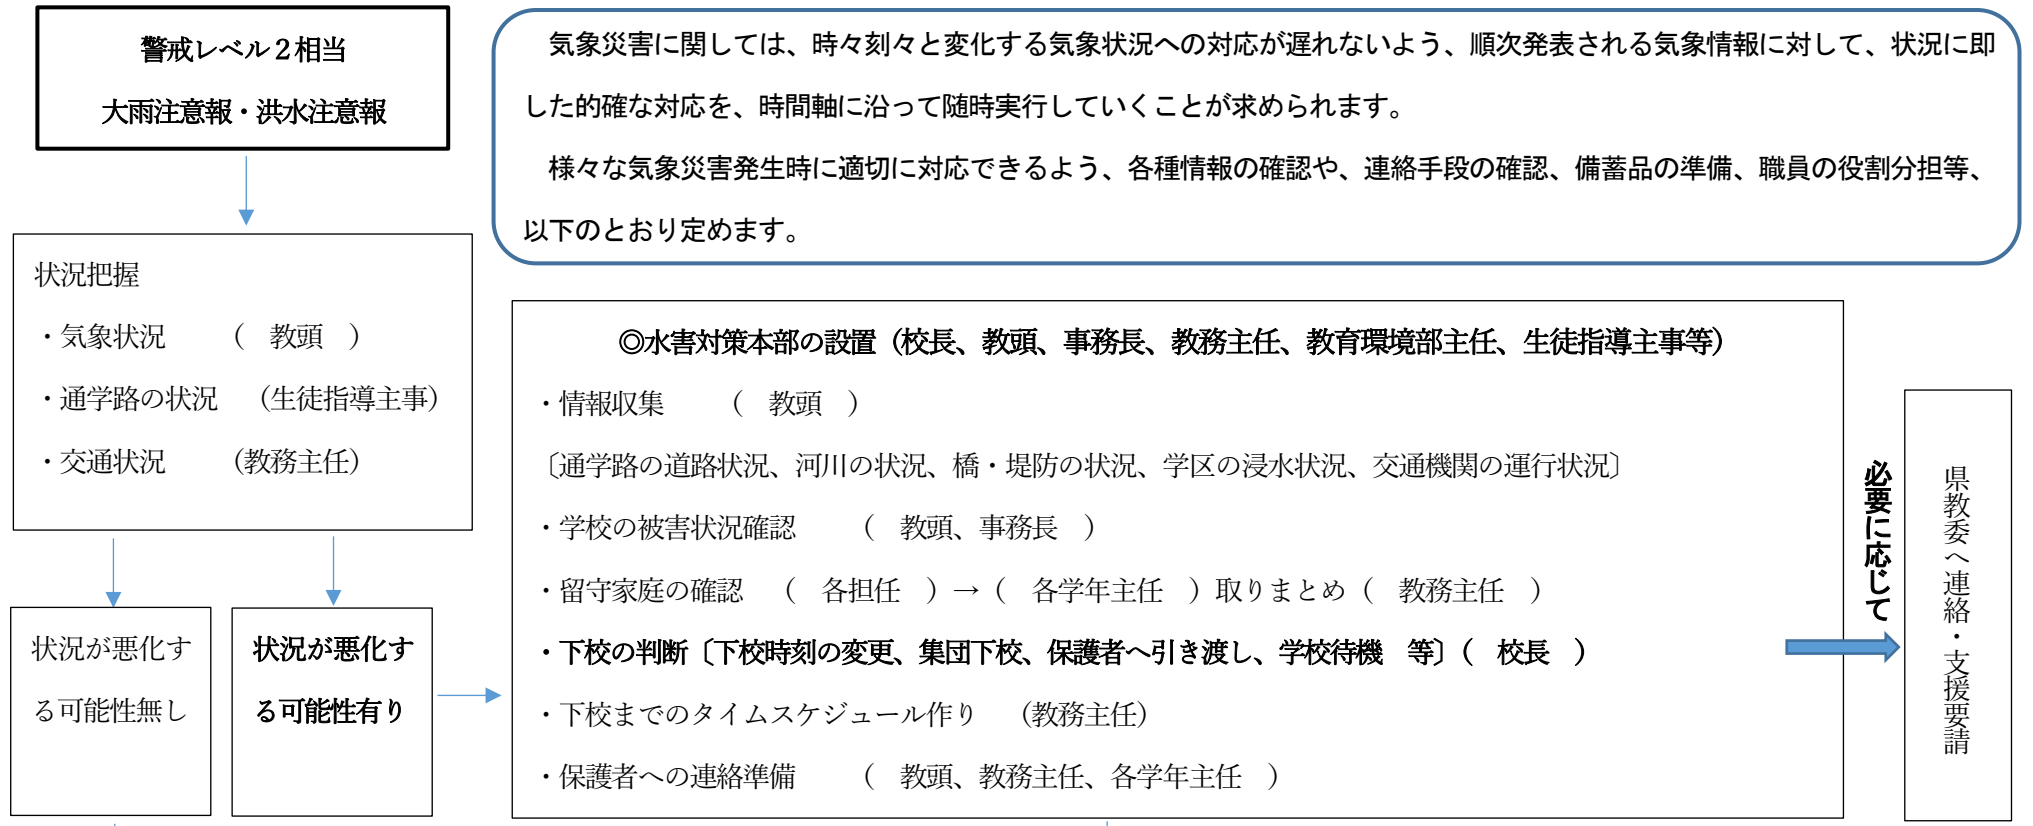 警戒レベル２相当
大雨注意報・洪水注意報
　気象災害に関しては、時々刻々と変化する気象状況への対応が遅れないよう、順次発表される気象情報に対して、状況に即
した的確な対応を、時間軸に沿って随時実行していくことが求められます。
　様々な気象災害発生時に適切に対応できるよう、各種情報の確認や、連絡手段の確認、備蓄品の準備、職員の役割分担等、
以下のとおり定めます。
状況把握
・気象状況　　（　教頭　）
・通学路の状況　（生徒指導主事）
・交通状況　　（教務主任）
状況が悪化す
る可能性無し
状況が悪化す
る可能性有り
◎水害対策本部の設置（校長、教頭、事務長、教務主任、教育環境部主任、生徒指導主事等）
・情報収集　　（　教頭　）
〔通学路の道路状況、河川の状況、橋・堤防の状況、学区の浸水状況、交通機関の運行状況〕
・学校の被害状況確認　　（　教頭、事務長　）
・留守家庭の確認　（　各担任　）→（　各学年主任　）取りまとめ（　教務主任　）
・下校の判断〔下校時刻の変更、集団下校、保護者へ引き渡し、学校待機　等〕（　校長　）
・下校までのタイムスケジュール作り　（教務主任）
・保護者への連絡準備　　（　教頭、教務主任、各学年主任　）
必要に応じて
県教委へ連絡・支援要請